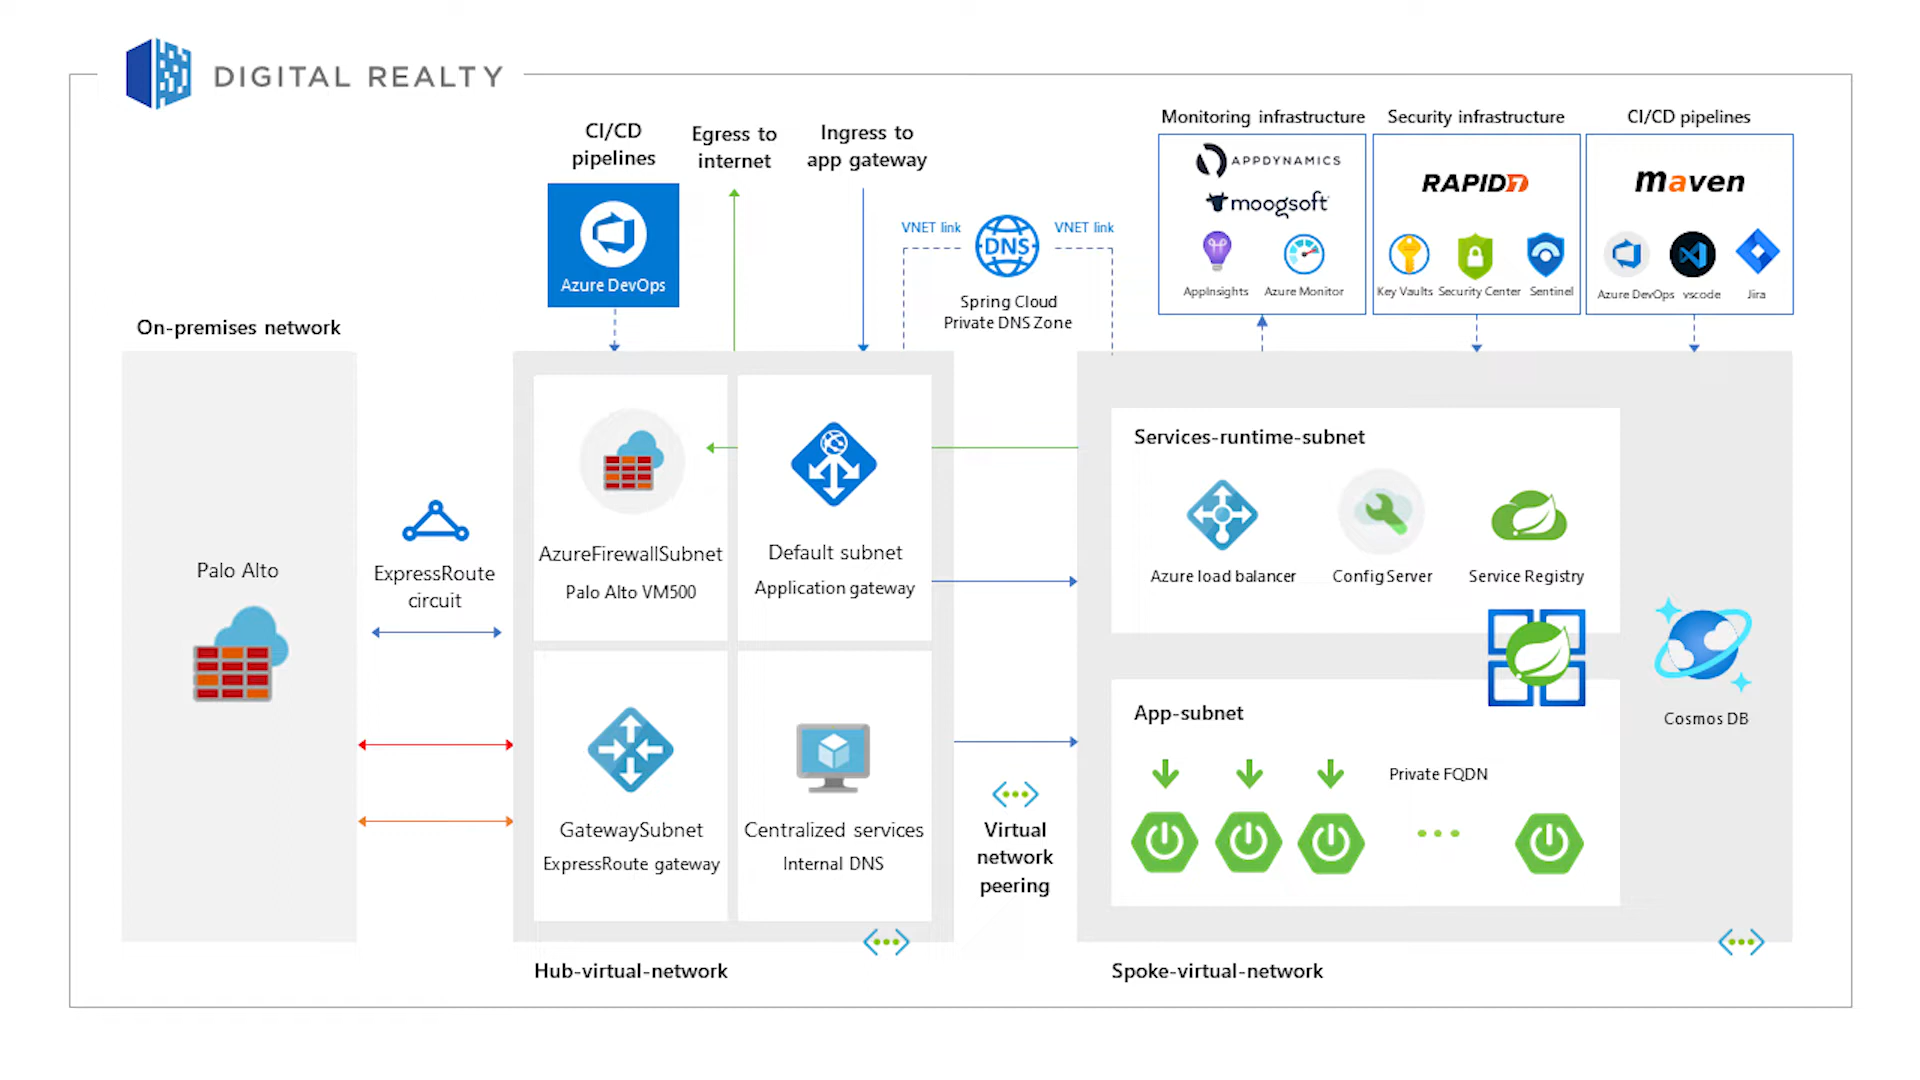 DIGITAL REALTY
CI/CD
pipelines
Azure DevOps
Egress to
internet
Ingress to
app gateway
VNET link
DNS
VNET link
Spring Cloud
Private DNS Zone
Monitoring infrastructure
APPDYNAMICS
moogsoft
AppInsights
Azure Monitor
Security infrastructure
RAPID7
Key Vaults
Security Center
Sentinel
CI/CD pipelines
maven
Azure DevOps
vscode
Jira
On-premises network
Palo Alto
ExpressRoute
circuit
AzureFirewallSubnet
Palo Alto VM500
Default subnet
Application gateway
GatewaySubnet
ExpressRoute gateway
Centralized services
Internal DNS
Hub-virtual-network
Virtual
network
peering
Services-runtime-subnet
Azure load balancer
Config Server
Service Registry
App-subnet
Private FQDN
Cosmos DB
Spoke-virtual-network